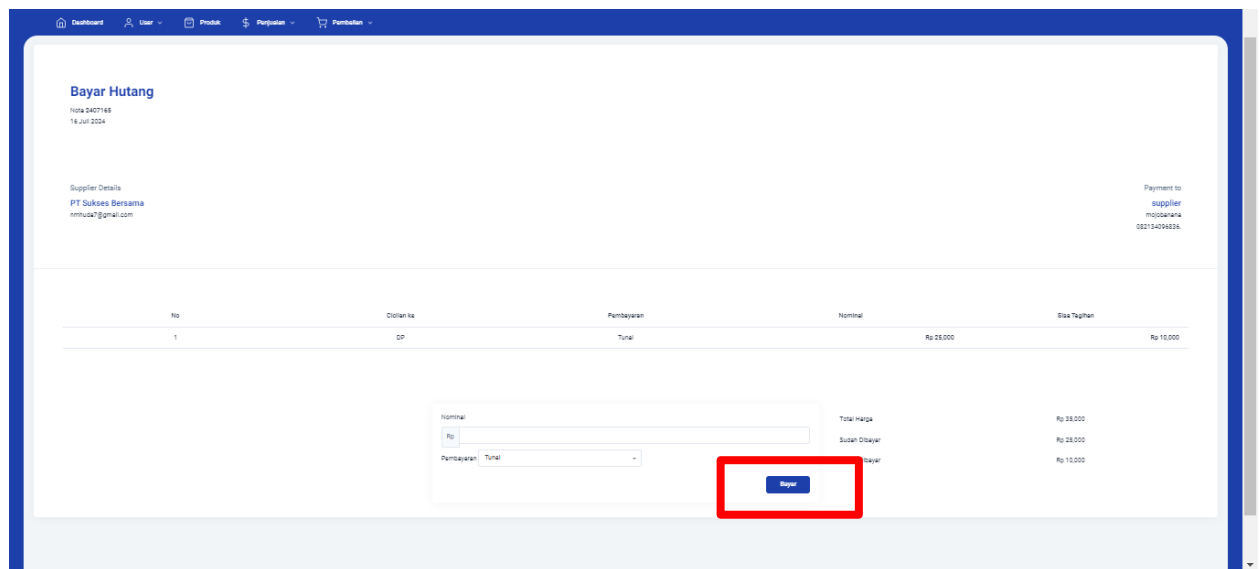 Dashboard User Produk Penjualan Pembelian
Bayar Hutang
Nota 2407165
16 Juli 2024
Supplier Details
PT Sukses Bersama
nmhuda7@gmail.com
Payment to
supplier
mojobanana
082134096836.
No Cicilan ke Pembayaran Nominal Sisa Tagihan
1 DP Tunai Rp 25,000 Rp 10,000
Nominal
Rp
Pembayaran Tunai
Bayar
Total Harga Rp 35,000
Sudah Dibayar Rp 25,000
Rp 10,000